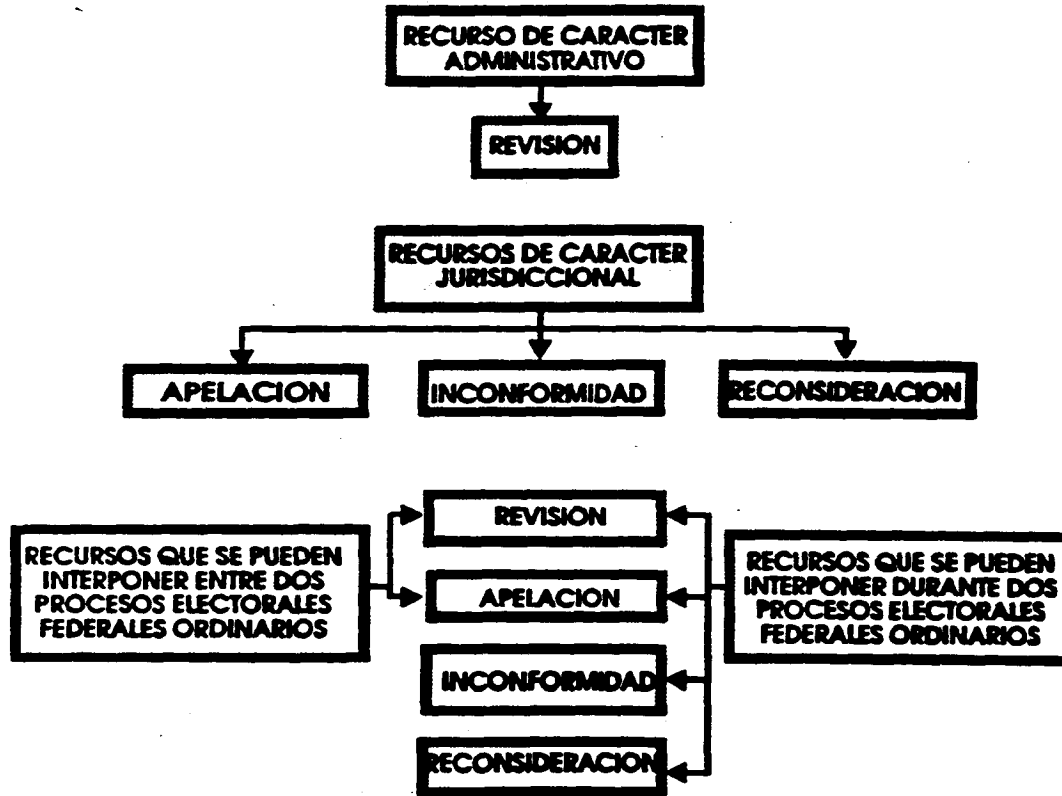 RECURSO DE CARACTER
ADMINISTRATIVO
REVISION
RECURSOS DE CARACTER
JURISDICCIONAL
APELACION
INCONFORMIDAD
RECONSIDERACION
RECURSOS QUE SE PUEDEN
INTERPONER ENTRE DOS
PROCESOS ELECTORALES
FEDERALES ORDINARIOS
REVISION
APELACION
INCONFORMIDAD
RECONSIDERACION
RECURSOS QUE SE PUEDEN
INTERPONER DURANTE DOS
PROCESOS ELECTORALES
FEDERALES ORDINARIOS